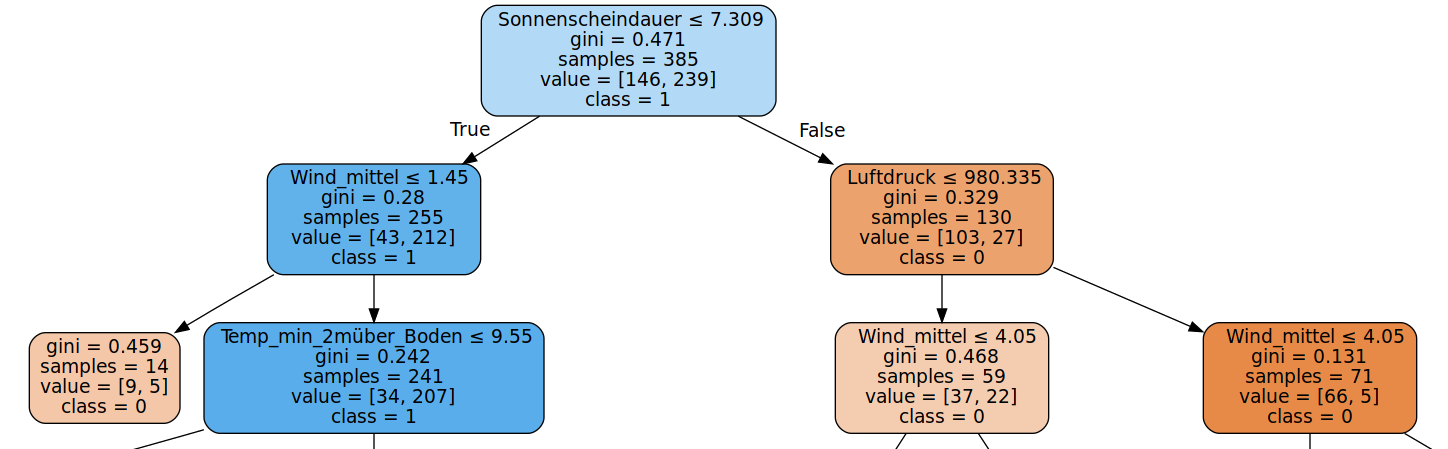 Sonnenscheindauer ≤ 7.309
gini = 0.471
samples = 385
value = [146, 239]
class = 1
True
False
Wind_mittel ≤ 1.45
gini = 0.28
samples = 255
value = [43, 212]
class = 1
Luftdruck ≤ 980.335
gini = 0.329
samples = 130
value = [103, 27]
class = 0
gini = 0.459
samples = 14
value = [9, 5]
class = 0
Temp_min_2müber_Boden ≤ 9.55
gini = 0.242
samples = 241
value = [34, 207]
class = 1
Wind_mittel ≤ 4.05
gini = 0.468
samples = 59
value = [37, 22]
class = 0
Wind_mittel ≤ 4.05
gini = 0.131
samples = 71
value = [66, 5]
class = 0